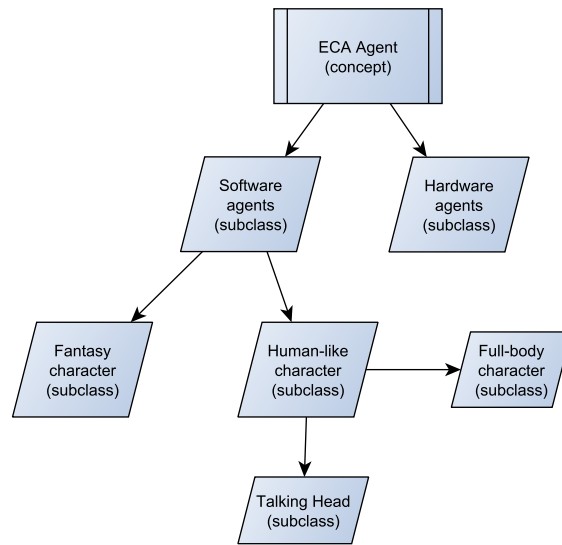 ECA Agent
(concept)
Software
agents
(subclass)
Hardware
agents
(subclass)
Fantasy
character
(subclass)
Human-like
character
(subclass)
Full-body
character
(subclass)
Talking Head
(subclass)